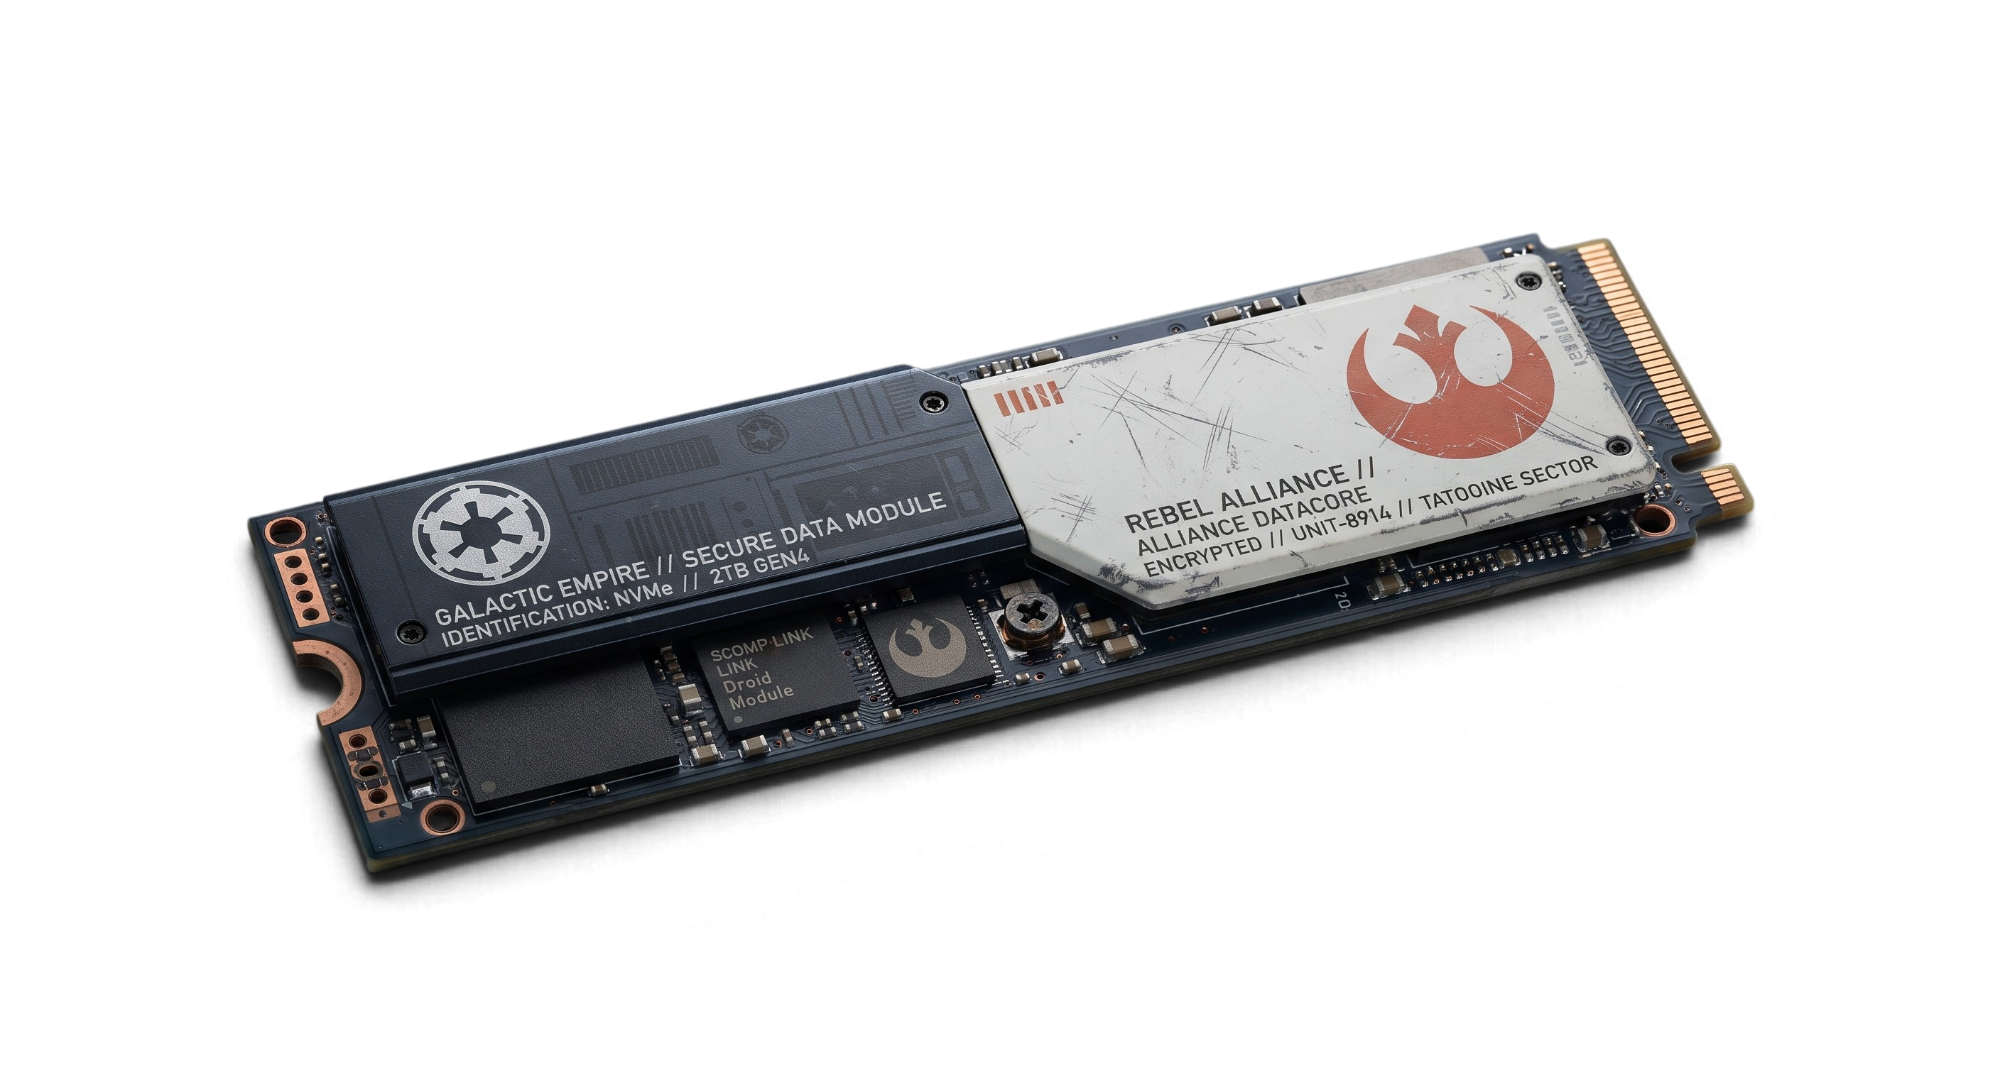 GALACTIC EMPIRE // SECURE DATA MODULE
IDENTIFICATION: NVMe // 2TB GEN4
REBEL ALLIANCE //
ALLIANCE DATACORE
ENCRYPTED // UNIT-8914 // TATOOINE SECTOR
SCOMP LINK
LINK
Droid
Module